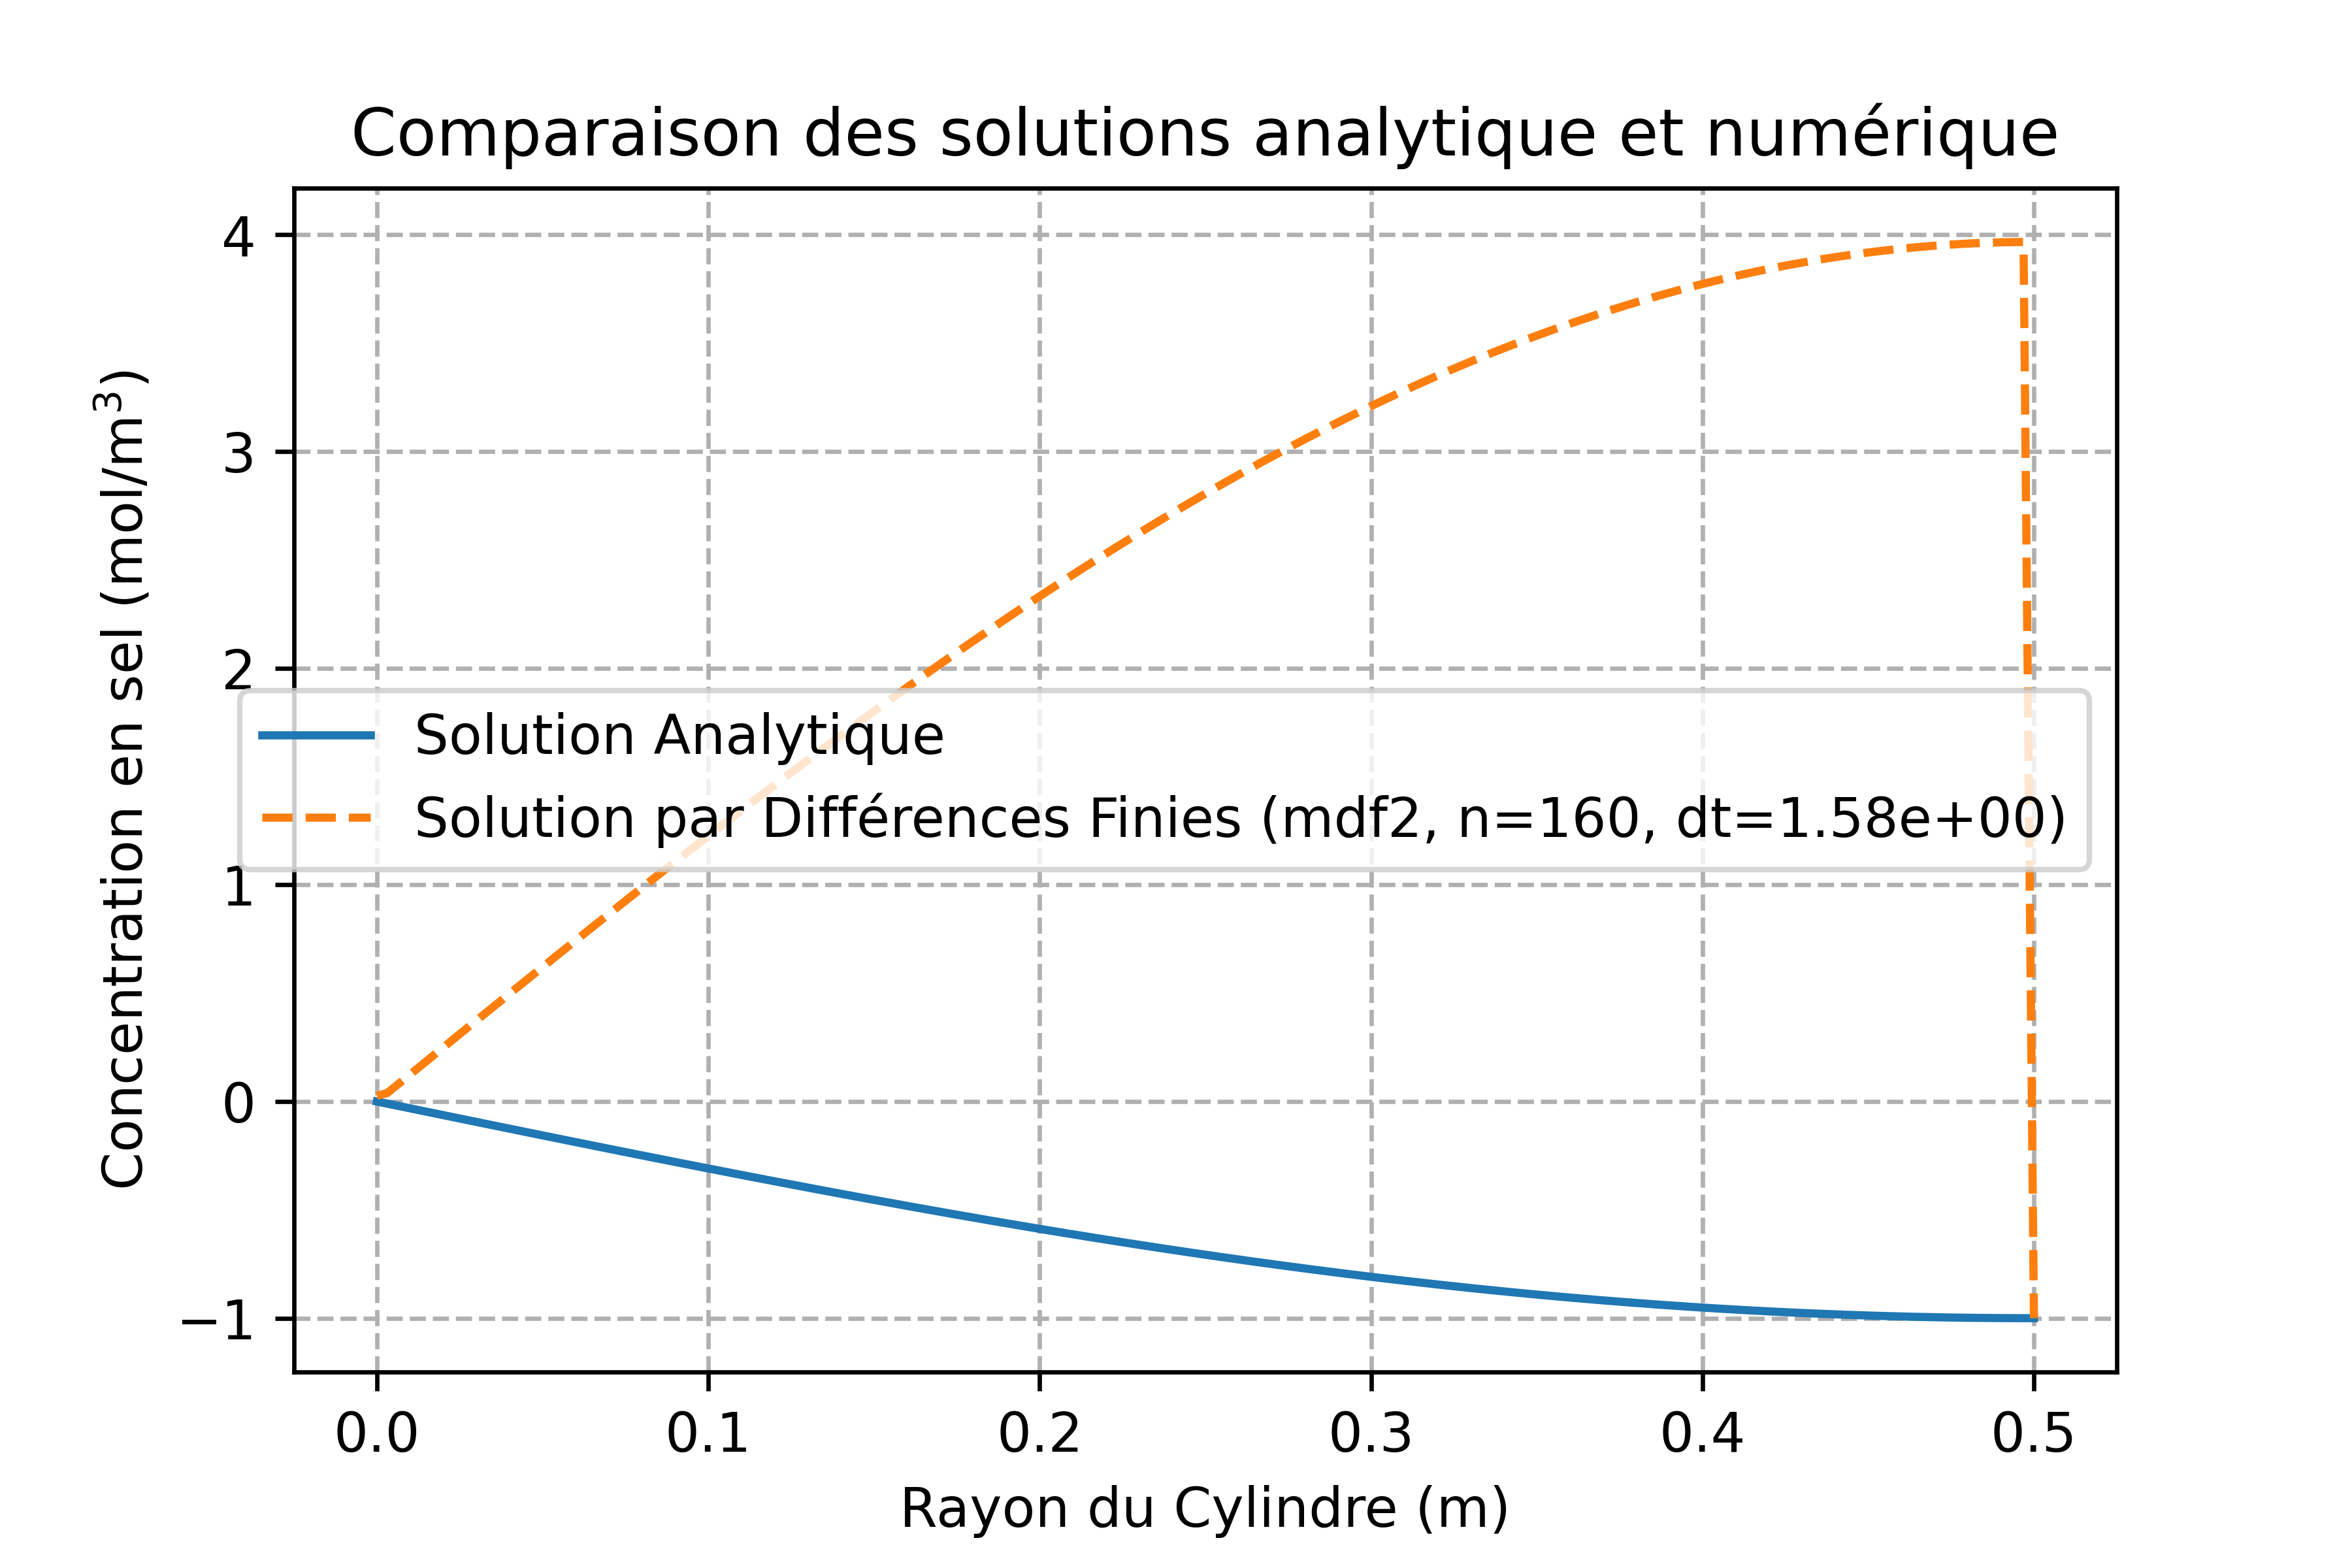 Comparaison des solutions analytique et numérique
Concentration en sel (mol/m³)
4
3
2
1
0
−1
Solution Analytique
Solution par Différences Finies (mdf2, n=160, dt=1.58e+00)
0.0 0.1 0.2 0.3 0.4 0.5
Rayon du Cylindre (m)